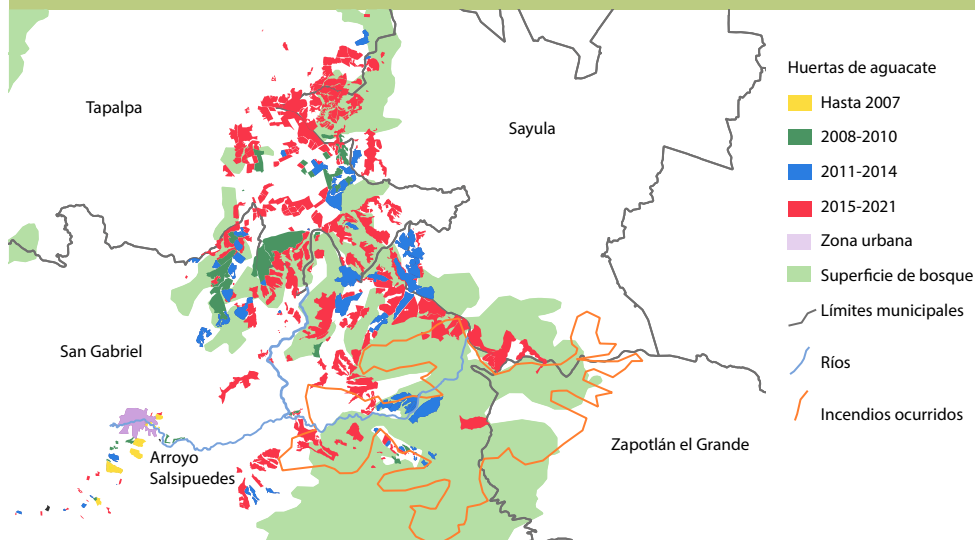 Tapalpa
Sayula
San Gabriel
Arroyo
Salsipuedes
Zapotlán el Grande
Huertas de aguacate
Hasta 2007
2008-2010
2011-2014
2015-2021
Zona urbana
Superficie de bosque
Límites municipales
Ríos
Incendios ocurridos